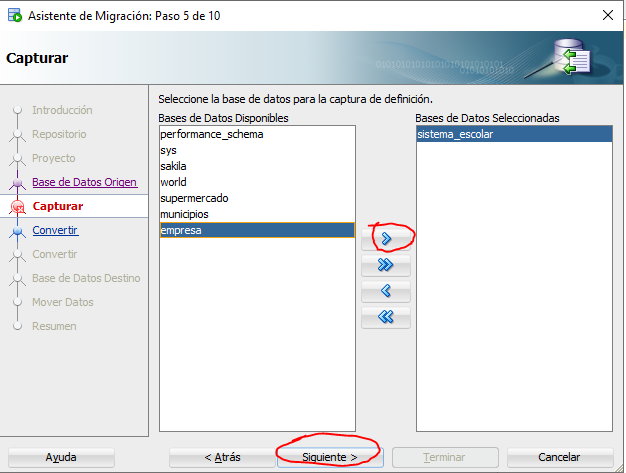 Asistente de Migración: Paso 5 de 10
Capturar
Introducción
Repositorio
Proyecto
Base de Datos Origen
Capturar
Convertir
Convertir
Base de Datos Destino
Mover Datos
Resumen
Seleccione la base de datos para la captura de definición.
Bases de Datos Disponibles
performance_schema
sys
sakila
world
supermercado
municipios
empresa
Bases de Datos Seleccionadas
sistema_escolar
Ayuda
< Atrás
Siguiente >
Terminar
Cancelar